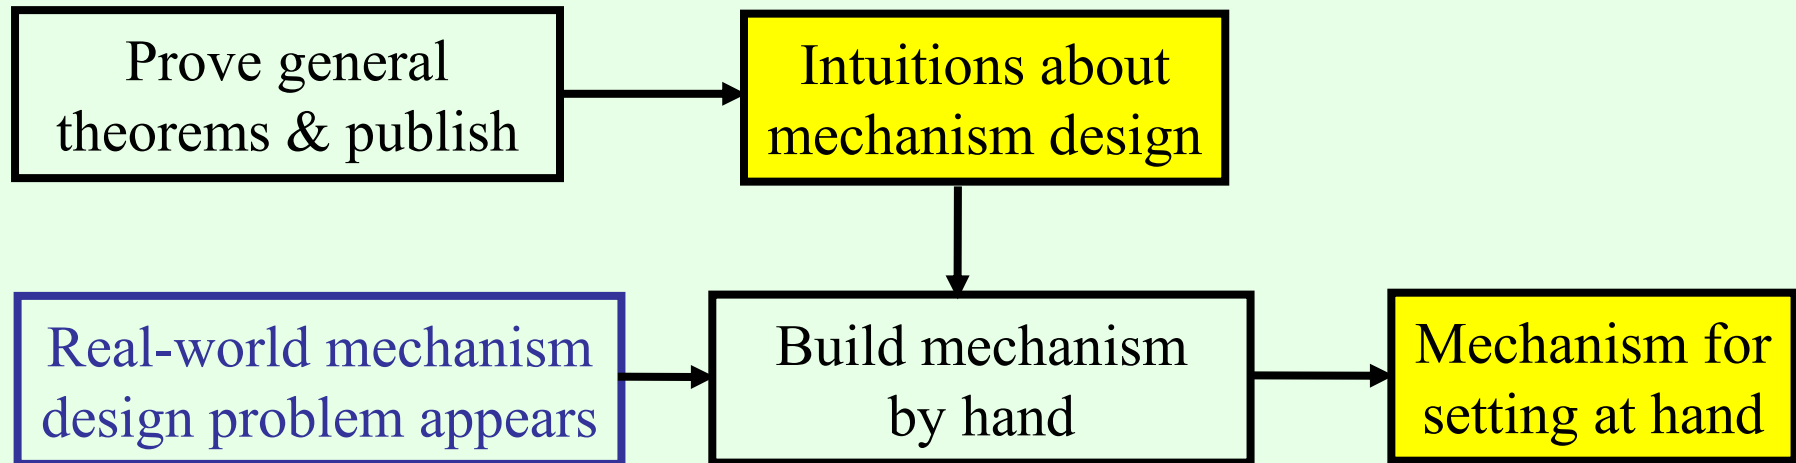 Prove general
theorems & publish
Intuitions about
mechanism design
Real-world mechanism
design problem appears
Build mechanism
by hand
Mechanism for
setting at hand